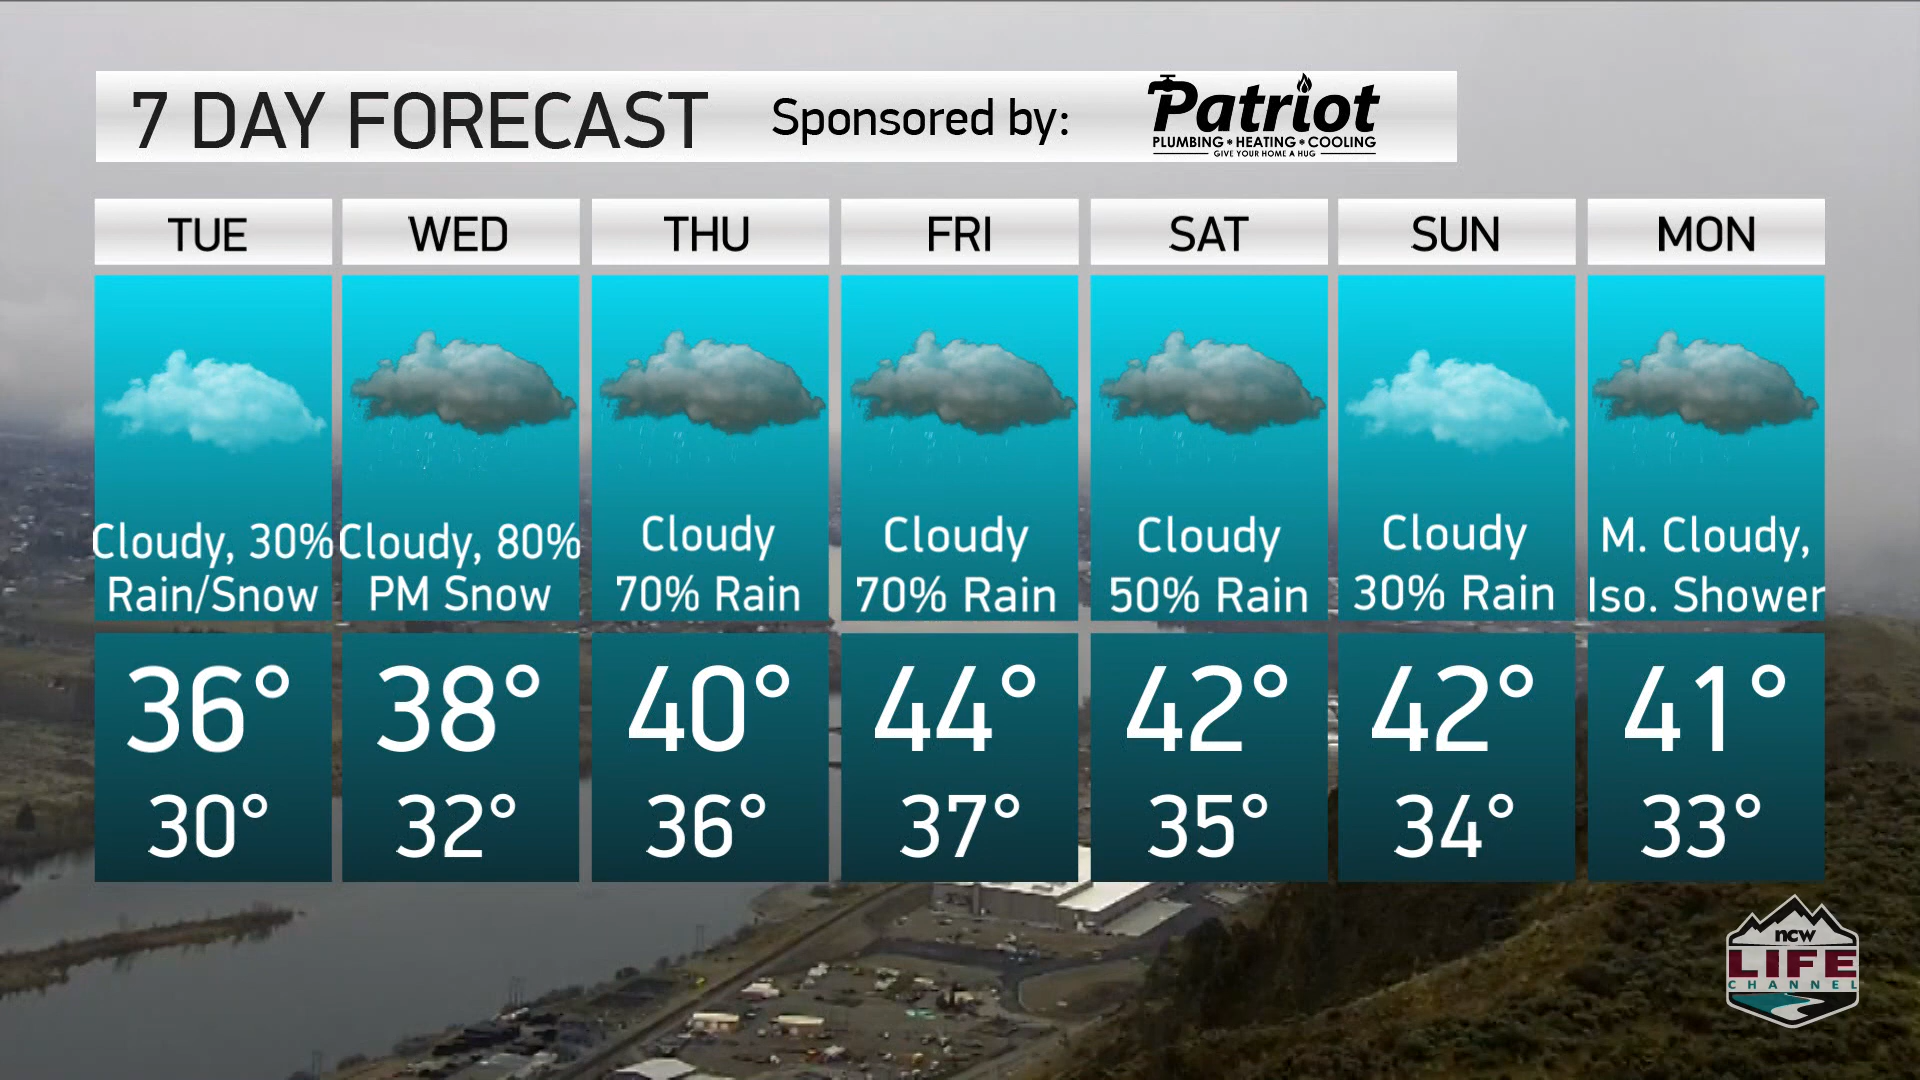 7 DAY FORECAST
Sponsored by:
Patriot
PLUMBING * HEATING * COOLING
GIVE YOUR HOME A HUG
TUE
Cloudy, 30%
Rain/Snow
36°
30°
WED
Cloudy, 80%
PM Snow
38°
32°
THU
Cloudy
70% Rain
40°
36°
FRI
Cloudy
70% Rain
44°
37°
SAT
Cloudy
50% Rain
42°
35°
SUN
Cloudy
30% Rain
42°
34°
MON
M. Cloudy,
Iso. Shower
41°
33°
ncw
LIFE
CHANNEL